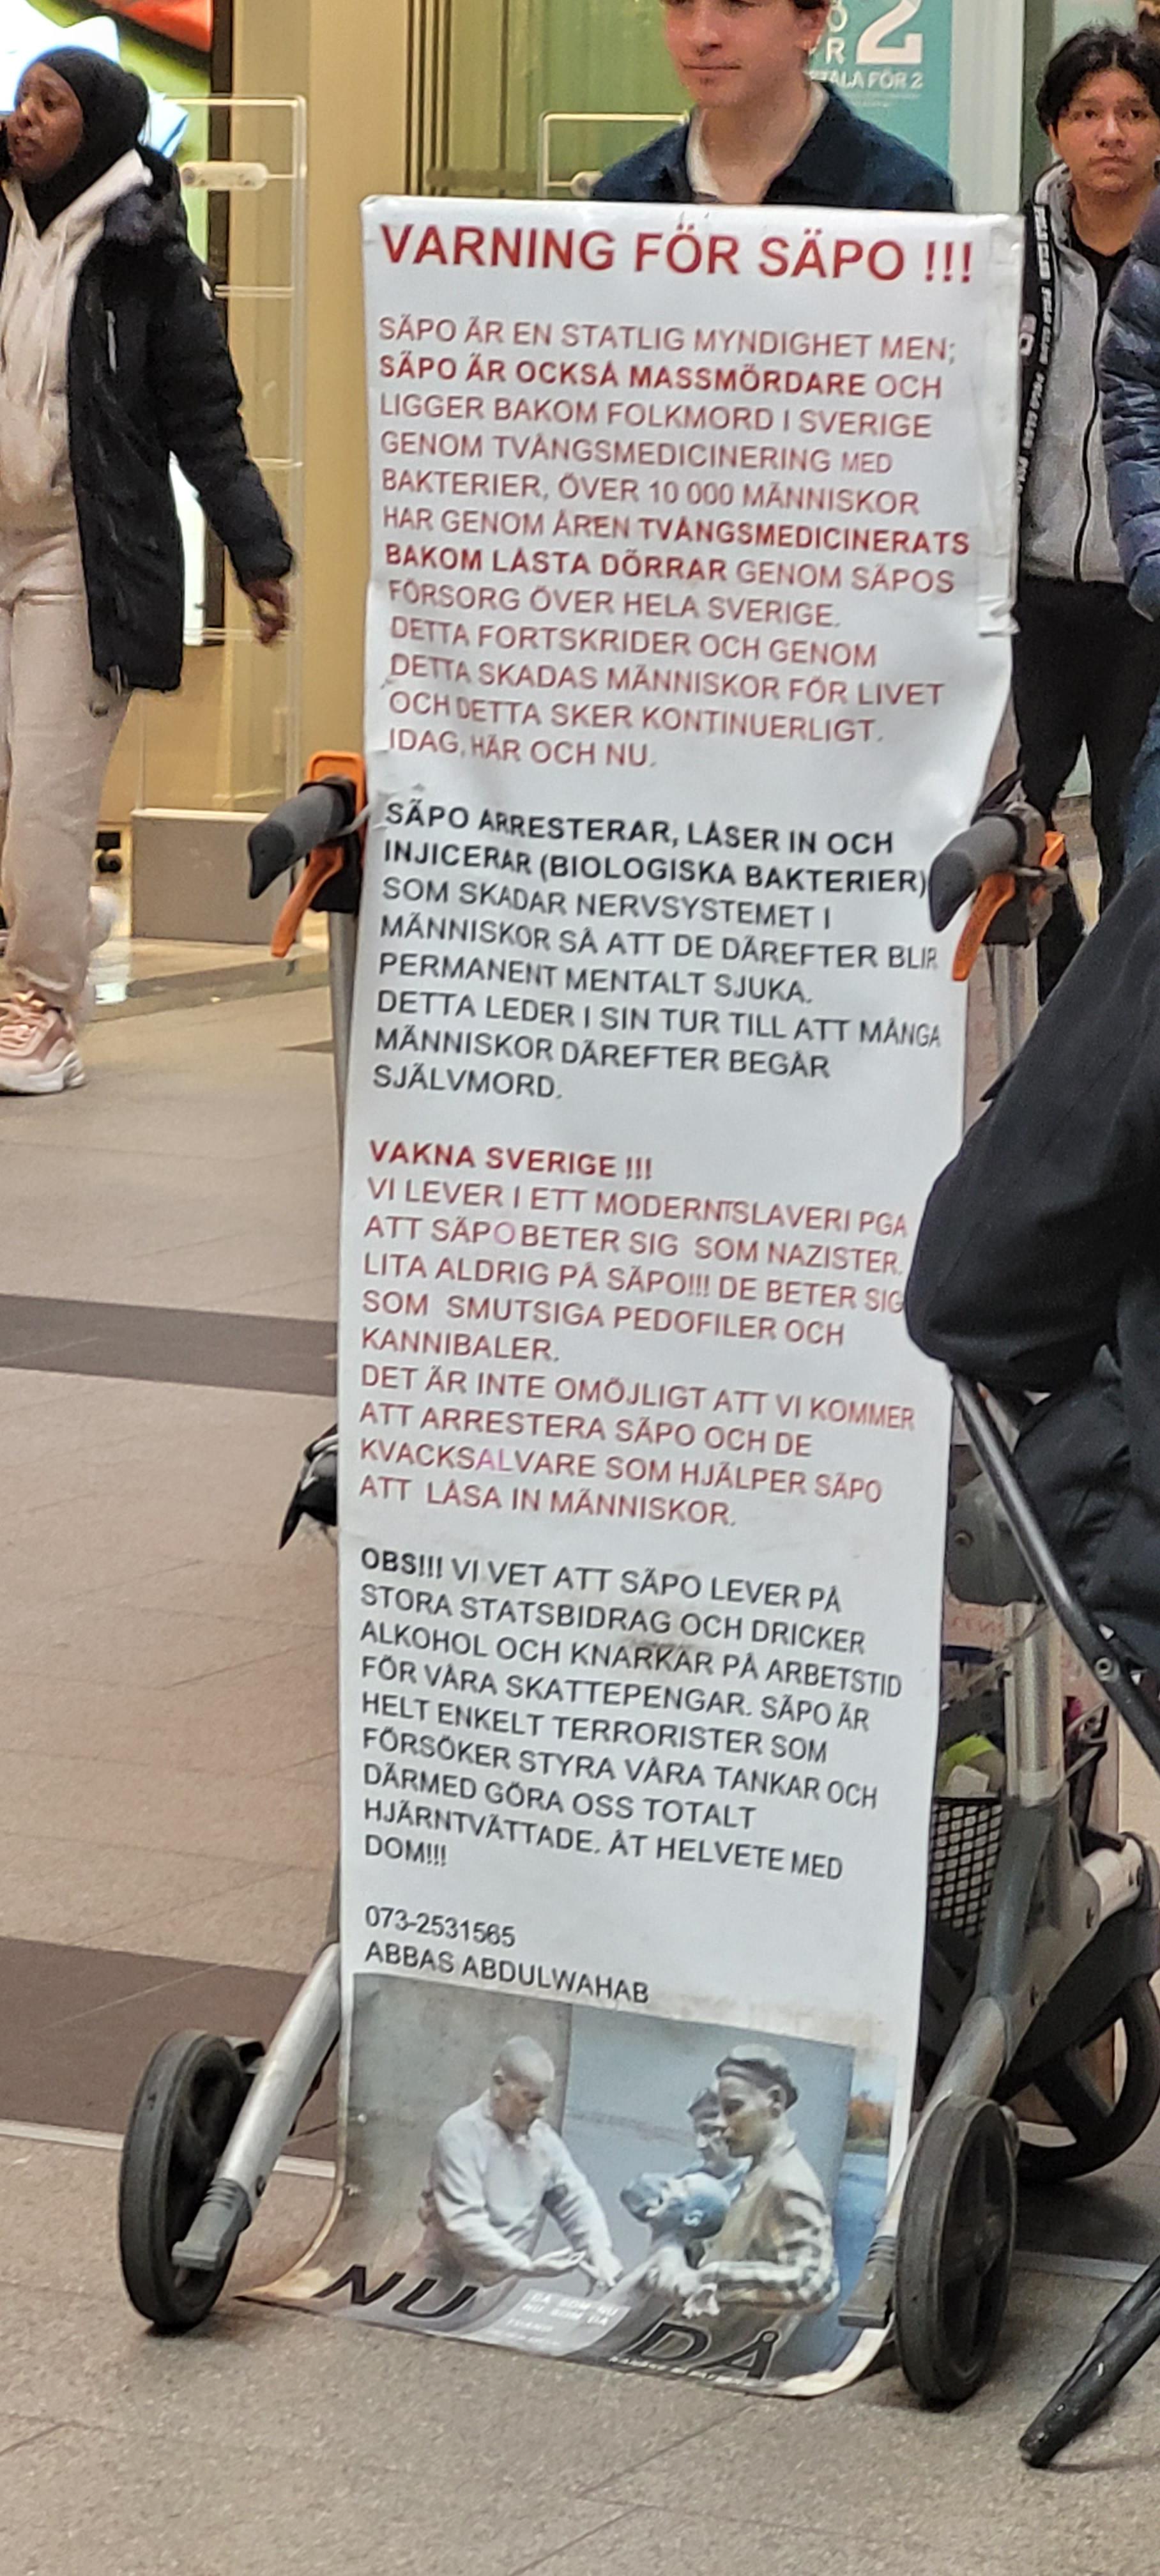 2
R
TALA FÖR 2
VARNING FÖR SÄPO !!!
SÄPO ÄR EN STATLIG MYNDIGHET MEN;
SÄPO ÄR OCKSÅ MASSMÖRDARE OCH
LIGGER BAKOM FOLKMORD I SVERIGE
GENOM TVÅNGSMEDICINERING MED
BAKTERIER, ÖVER 10 000 MÄNNISKOR
HAR GENOM ÅREN TVÅNGSMEDICINERATS
BAKOM LÅSTA DÖRRAR GENOM SÄPOS
FÖRSORG ÖVER HELA SVERIGE.
DETTA FORTSKRIDER OCH GENOM
DETTA SKADAS MÄNNISKOR FÖR LIVET
OCH DETTA SKER KONTINUERLIGT.
IDAG, HÄR OCH NU.
SÄPO ARRESTERAR, LÅSER IN OCH
INJICERAR (BIOLOGISKA BAKTERIER)
SOM SKADAR NERVSYSTEMET I
MÄNNISKOR SÅ ATT DE DÄREFTER BLIR
PERMANENT MENTALT SJUKA.
DETTA LEDER I SIN TUR TILL ATT MÅNGA
MÄNNISKOR DÄREFTER BEGÅR
SJÄLVMORD.
VAKNA SVERIGE !!!
VI LEVER I ETT MODERNTSLAVERI PGA
ATT SÄPO BETER SIG SOM NAZISTER.
LITA ALDRIG PÅ SÄPO!!! DE BETER SIG
SOM SMUTSIGA PEDOFILER OCH
KANNIBALER.
DET ÄR INTE OMÖJLIGT ATT VI KOMMER
ATT ARRESTERA SÄPO OCH DE
KVACKSALVARE SOM HJÄLPER SÄPO
ATT LÅSA IN MÄNNISKOR.
OBS!!! VI VET ATT SÄPO LEVER PÅ
STORA STATSBIDRAG OCH DRICKER
ALKOHOL OCH KNARKAR PÅ ARBETSTID
FÖR VÅRA SKATTEPENGAR. SÄPO ÄR
HELT ENKELT TERRORISTER SOM
FÖRSÖKER STYRA VÅRA TANKAR OCH
DÄRMED GÖRA OSS TOTALT
HJÄRNTVÄTTADE. ÅT HELVETE MED
DOM!!!
073-2531565
ABBAS ABDULWAHAB
NU
DÅ